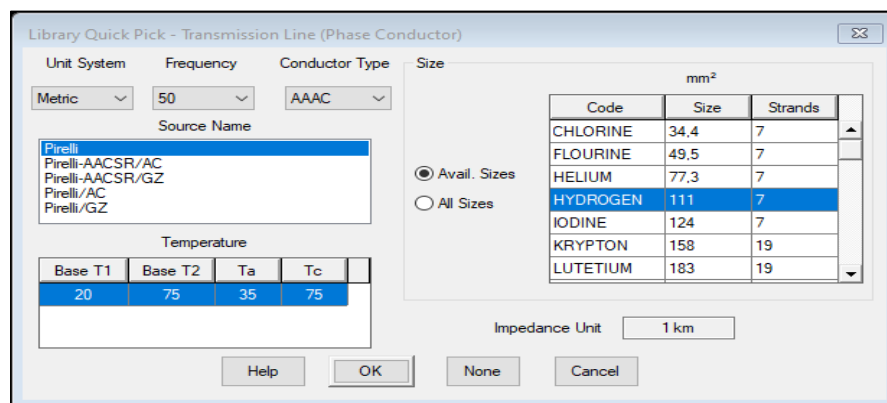 Library Quick Pick - Transmission Line (Phase Conductor)
Unit System Frequency Conductor Type Size
Metric 50 AAAC
mm²
Source Name
Pirelli
Pirelli-AACSR/AC
Pirelli-AACSR/GZ
Pirelli/AC
Pirelli/GZ
Avail. Sizes
All Sizes
Code Size Strands
CHLORINE 34,4 7
FLOURINE 49,5 7
HELIUM 77,3 7
HYDROGEN 111 7
IODINE 124 7
KRYPTON 158 19
LUTETIUM 183 19
Temperature
Base T1 Base T2 Ta Tc
20 75 35 75
Impedance Unit 1 km
Help OK None Cancel